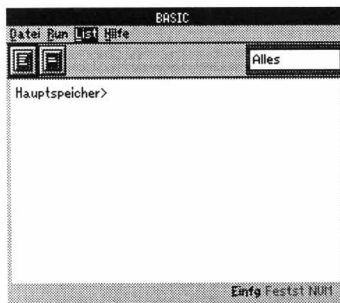 BASIC
Datei Run List Hilfe
Alles
Hauptspeicher>
Einfg Festst NUM